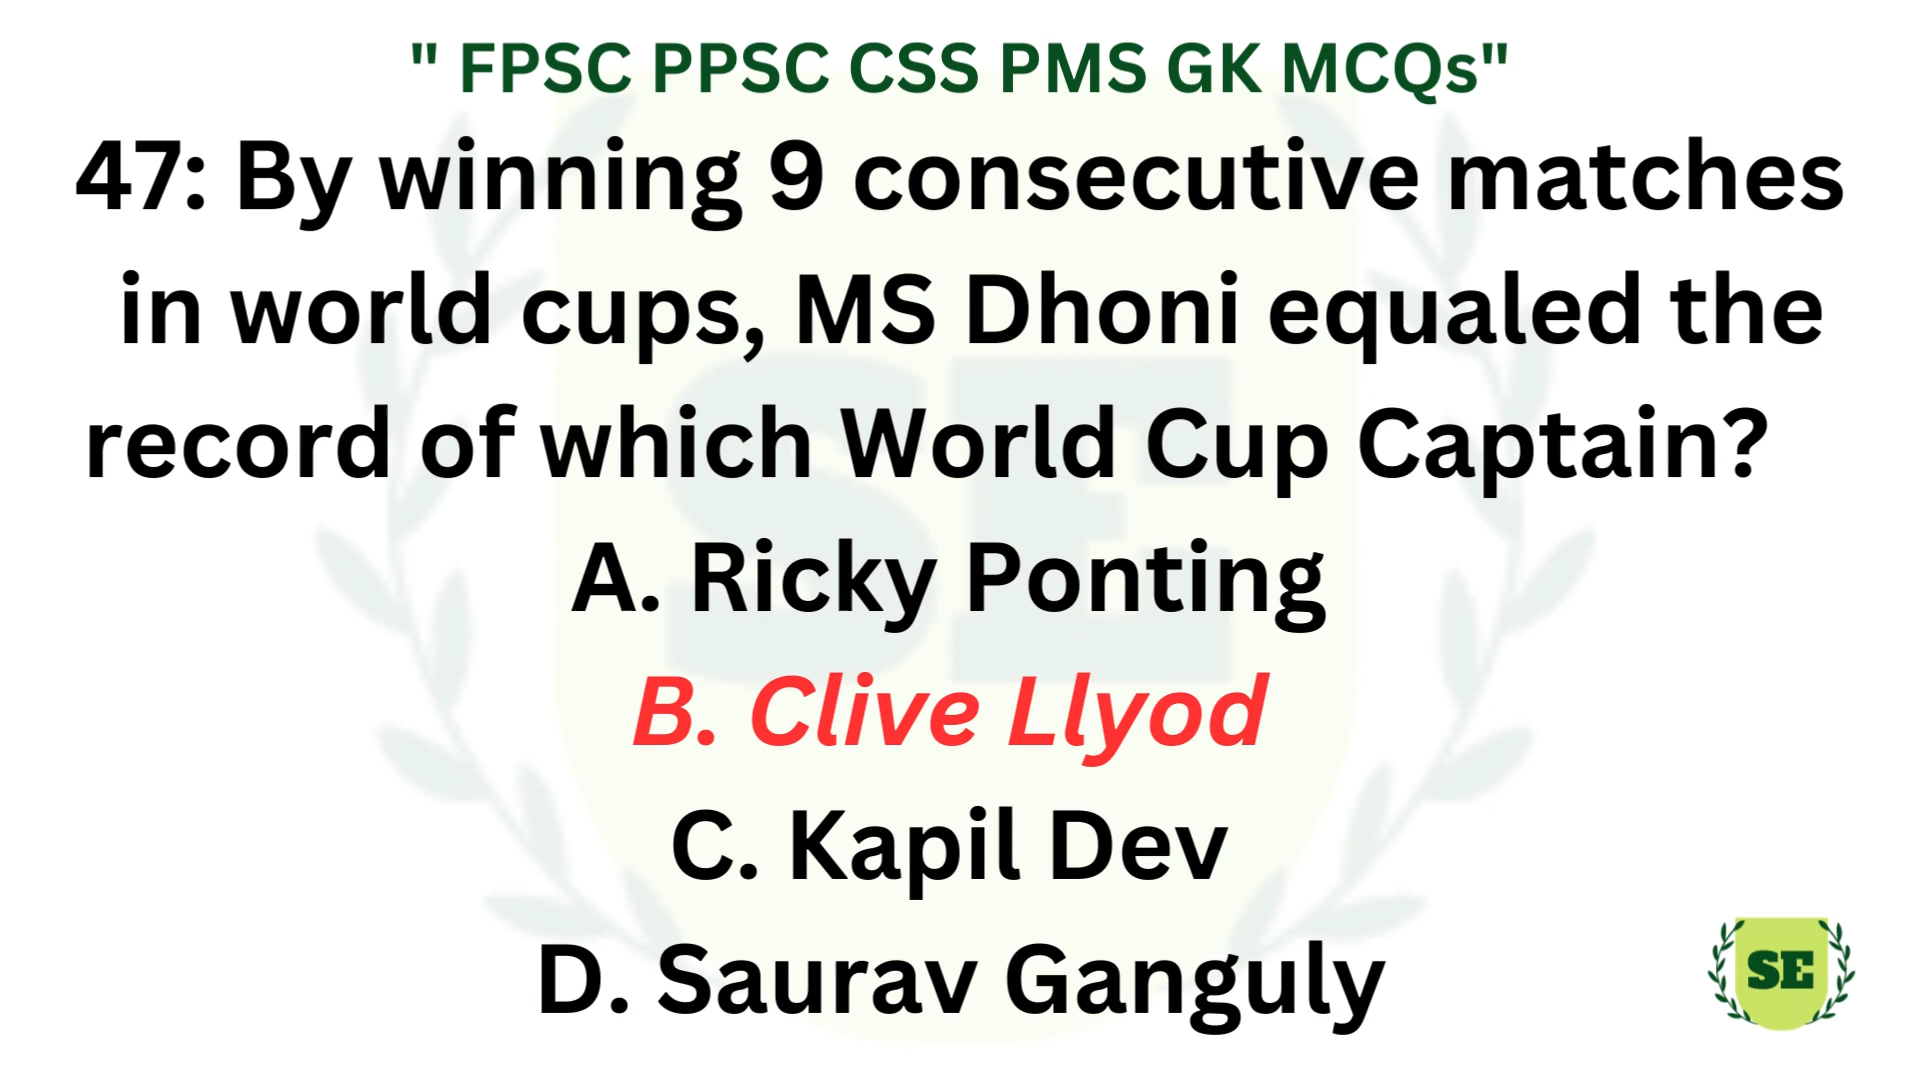 " FPSC PPSC CSS PMS GK MCQs"
47: By winning 9 consecutive matches
in world cups, MS Dhoni equaled the
record of which World Cup Captain?
A. Ricky Ponting
B. Clive Llyod
C. Kapil Dev
D. Saurav Ganguly
SE
SE